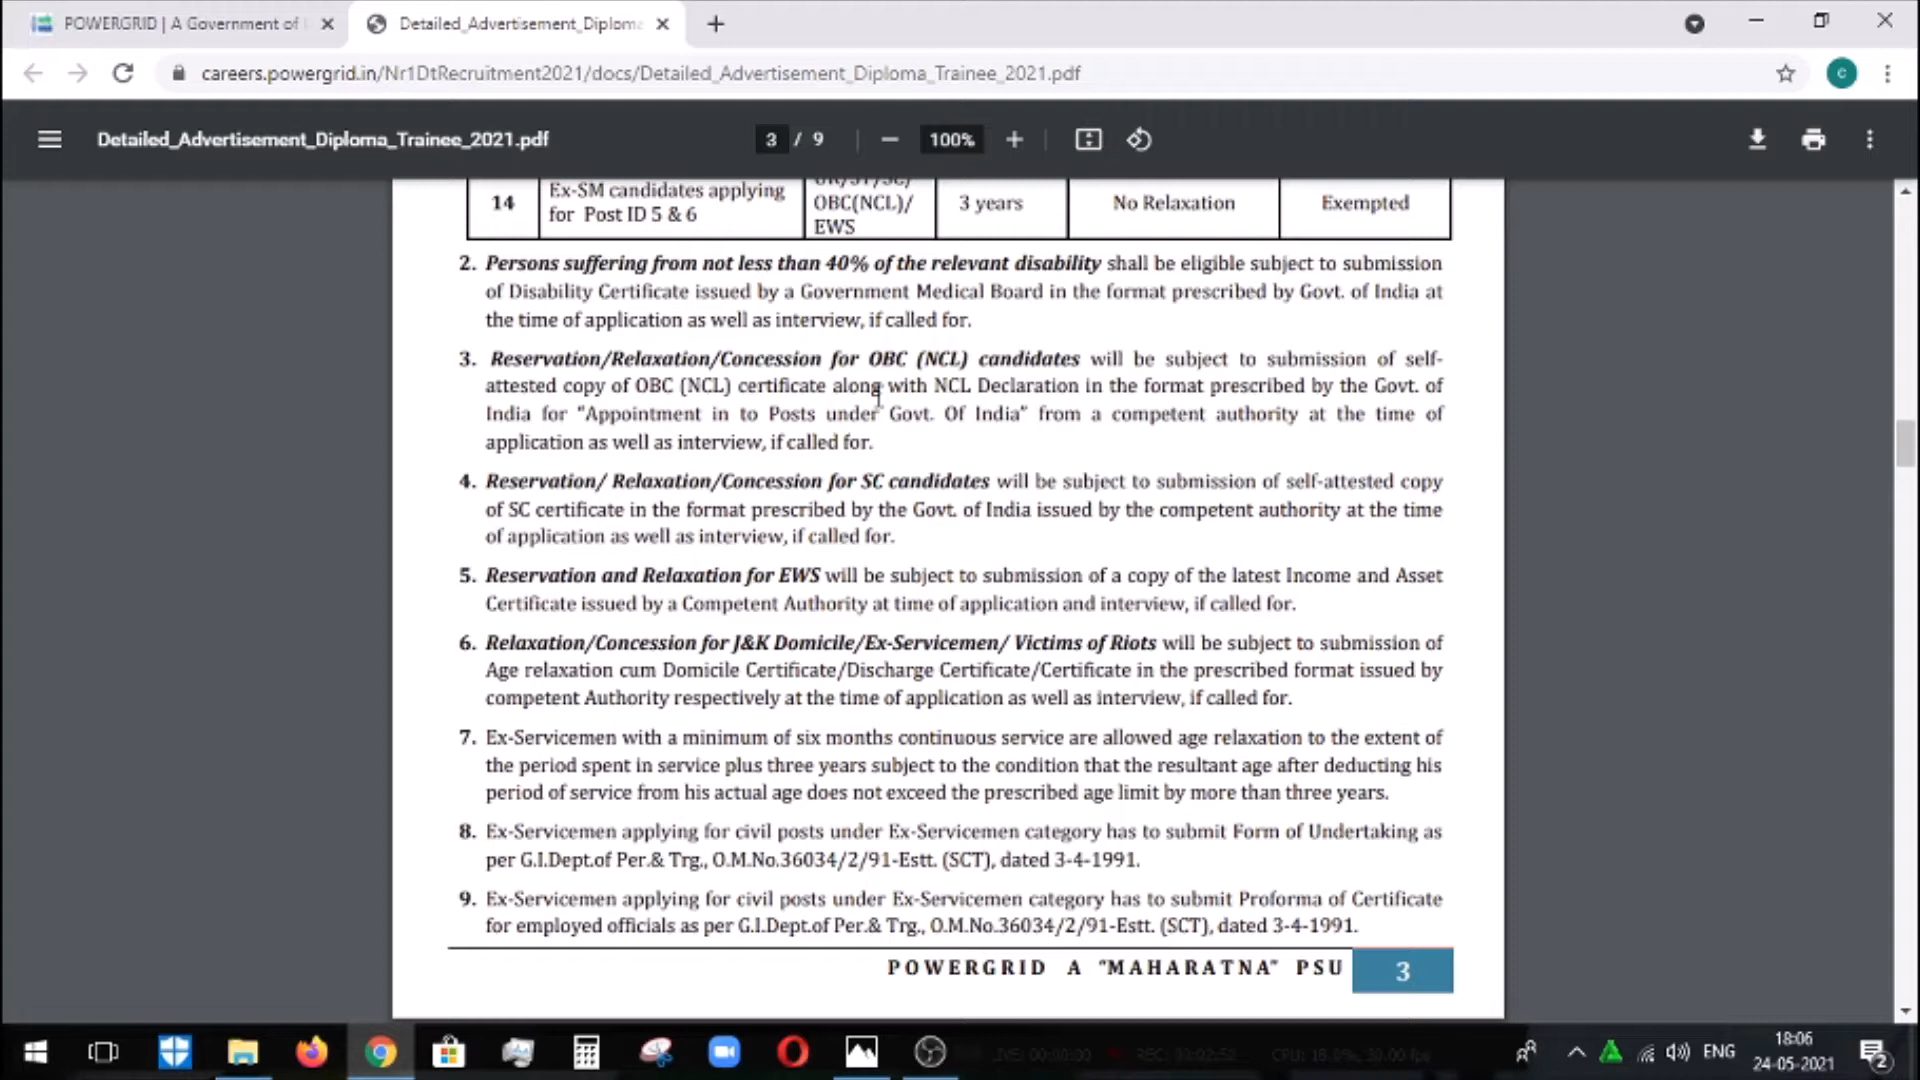 POWERGRID | A Government of
Detailed_Advertisement_Diploma
careers.powergrid.in/Nr1DtRecruitment2021/docs/Detailed_Advertisement_Diploma_Trainee_2021.pdf
C
Detailed_Advertisement_Diploma_Trainee_2021.pdf
3 / 9
100%
14 Ex-SM candidates applying for Post ID 5 & 6 OBC(NCL)/ EWS 3 years No Relaxation Exempted
2. Persons suffering from not less than 40% of the relevant disability shall be eligible subject to submission
of Disability Certificate issued by a Government Medical Board in the format prescribed by Govt. of India at
the time of application as well as interview, if called for.
3. Reservation/Relaxation/Concession for OBC (NCL) candidates will be subject to submission of self-
attested copy of OBC (NCL) certificate along with NCL Declaration in the format prescribed by the Govt. of
India for "Appointment in to Posts under Govt. Of India" from a competent authority at the time of
application as well as interview, if called for.
4. Reservation/ Relaxation/Concession for SC candidates will be subject to submission of self-attested copy
of SC certificate in the format prescribed by the Govt. of India issued by the competent authority at the time
of application as well as interview, if called for.
5. Reservation and Relaxation for EWS will be subject to submission of a copy of the latest Income and Asset
Certificate issued by a Competent Authority at time of application and interview, if called for.
6. Relaxation/Concession for J&K Domicile/Ex-Servicemen/ Victims of Riots will be subject to submission of
Age relaxation cum Domicile Certificate/Discharge Certificate/Certificate in the prescribed format issued by
competent Authority respectively at the time of application as well as interview, if called for.
7. Ex-Servicemen with a minimum of six months continuous service are allowed age relaxation to the extent of
the period spent in service plus three years subject to the condition that the resultant age after deducting his
period of service from his actual age does not exceed the prescribed age limit by more than three years.
8. Ex-Servicemen applying for civil posts under Ex-Servicemen category has to submit Form of Undertaking as
per G.I.Dept.of Per.& Trg., O.M.No.36034/2/91-Estt. (SCT), dated 3-4-1991.
9. Ex-Servicemen applying for civil posts under Ex-Servicemen category has to submit Proforma of Certificate
for employed officials as per G.I.Dept.of Per.& Trg., O.M.No.36034/2/91-Estt. (SCT), dated 3-4-1991.
POWERGRID A "MAHARATNA" PSU 3
ENG
18:06
24-05-2021
2